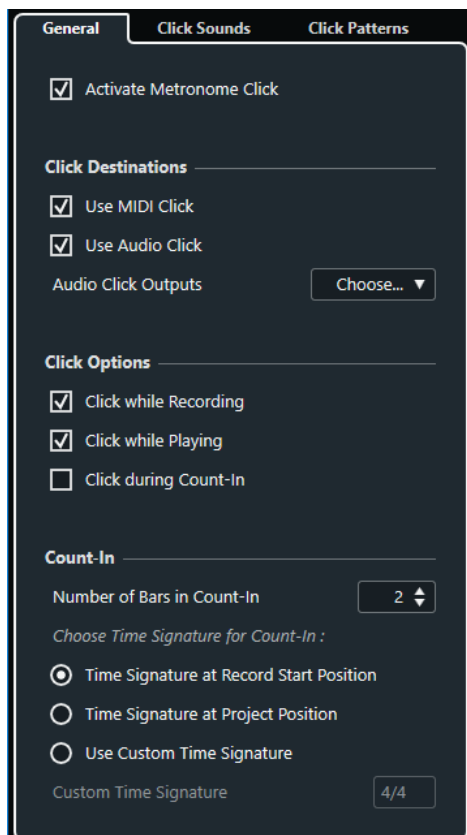 General Click Sounds Click Patterns
Activate Metronome Click
Click Destinations
Use MIDI Click
Use Audio Click
Audio Click Outputs Choose...
Click Options
Click while Recording
Click while Playing
Click during Count-In
Count-In
Number of Bars in Count-In 2
Choose Time Signature for Count-In :
Time Signature at Record Start Position
Time Signature at Project Position
Use Custom Time Signature
Custom Time Signature 4/4